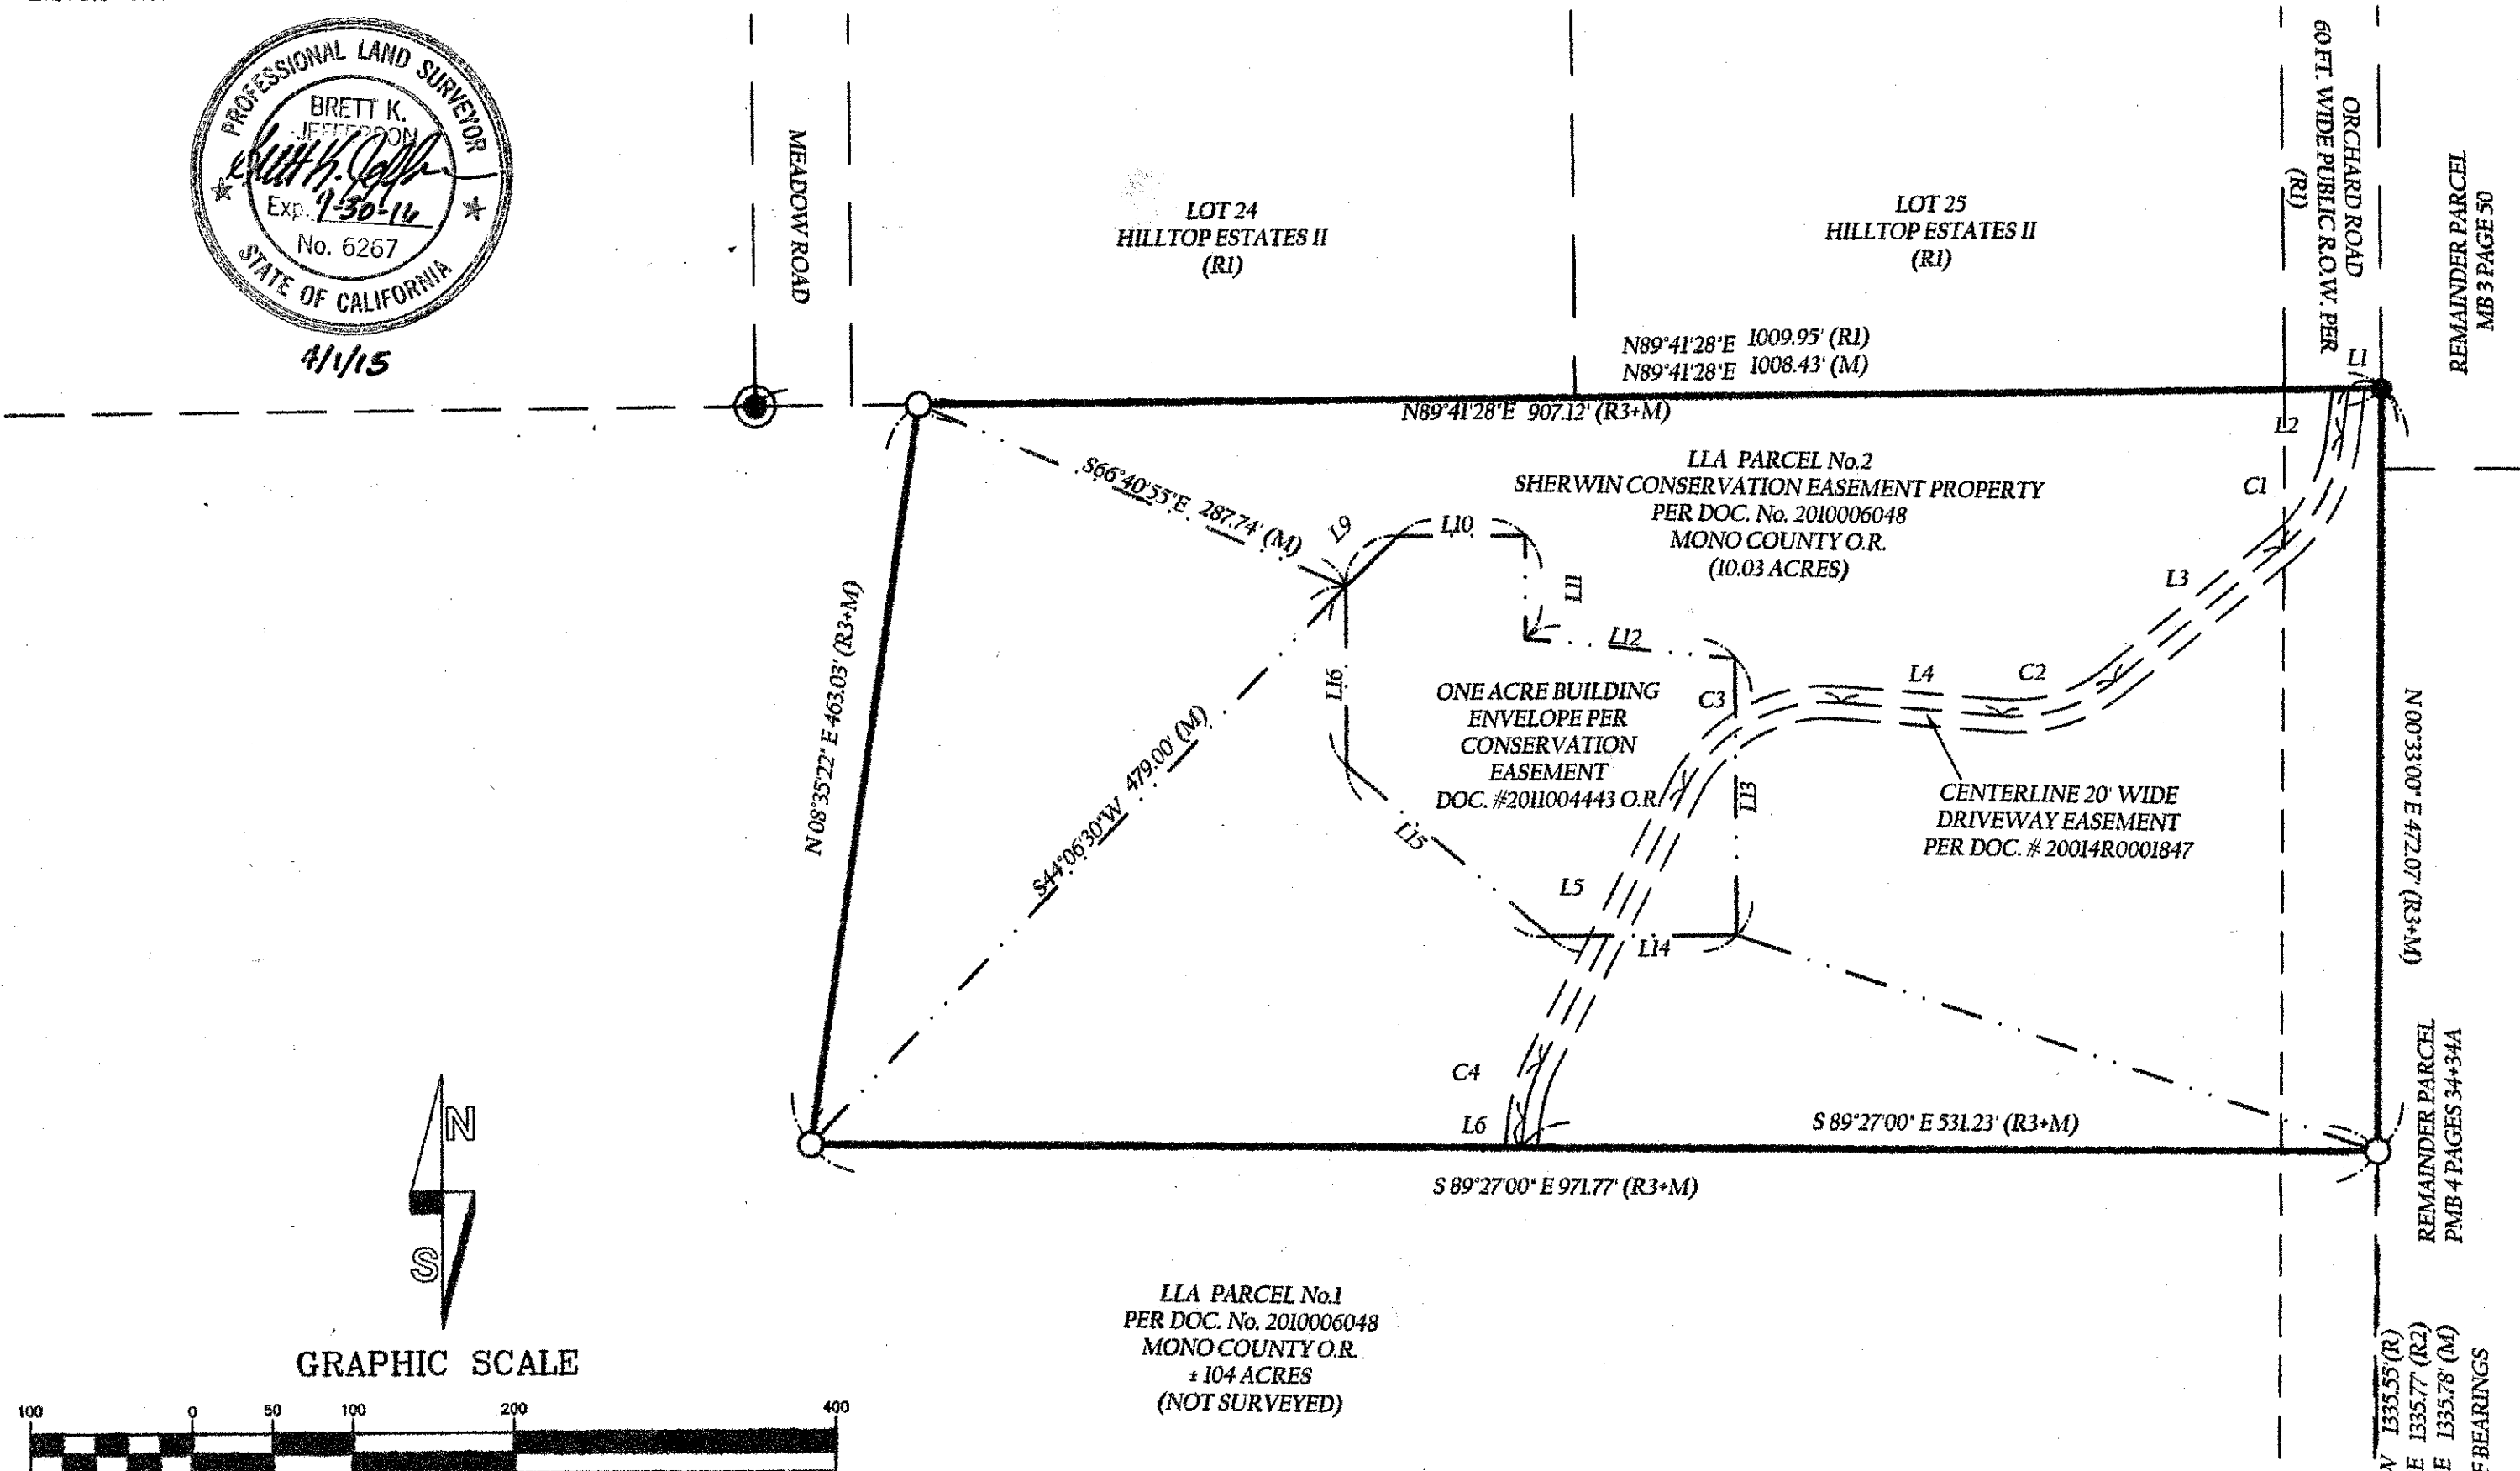 PROFESSIONAL LAND SURVEYOR
BRETT K.
JEFFERSON
Exp. 9-30-16
No. 6267
STATE OF CALIFORNIA
4/1/15
MEADOW ROAD
LOT 24
HILLTOP ESTATES II
(R1)
LOT 25
HILLTOP ESTATES II
(R1)
ORCHARD ROAD
60 FT. WIDE PUBLIC R.O.W. PER
(R1)
REMAINDER PARCEL
MB 3 PAGE 50
N89°41'28"E 1009.95' (R1)
N89°41'28"E 1008.43' (M)
L1
N89°41'28"E 907.12' (R3+M)
L2
LLA PARCEL No.2
SHERWIN CONSERVATION EASEMENT PROPERTY
PER DOC. No. 2010006048
MONO COUNTY O.R.
(10.03 ACRES)
C1
S66°40'55"E 287.74' (M)
L9
L10
L11
L3
L12
L16
N 08°35'22" E 463.03' (R3+M)
S44°06'30"W 479.00' (M)
ONE ACRE BUILDING
ENVELOPE PER
CONSERVATION
EASEMENT
DOC. #2011004443 O.R.
C3
L4
C2
L13
CENTERLINE 20' WIDE
DRIVEWAY EASEMENT
PER DOC. # 20014R0001847
N 00°33'00" E 472.07' (R3+M)
L15
L5
L14
C4
L6
S 89°27'00" E 531.23' (R3+M)
S 89°27'00" E 971.77' (R3+M)
REMAINDER PARCEL
PMB 4 PAGES 34+34A
N
S
LLA PARCEL No.1
PER DOC. No. 2010006048
MONO COUNTY O.R.
± 104 ACRES
(NOT SURVEYED)
GRAPHIC SCALE
100 0 50 100 200 400
W 1335.55' (R)
E 1335.77' (R2)
E 1335.78' (M)
F BEARINGS